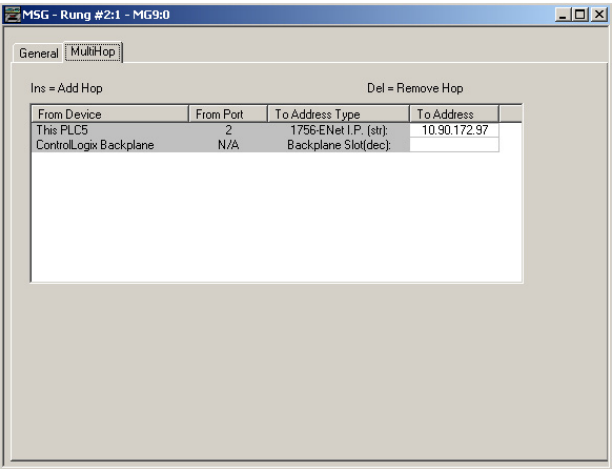 MSG - Rung #2:1 - MG9:0
General MultiHop
Ins = Add Hop Del = Remove Hop
From Device From Port To Address Type To Address
This PLC5 2 1756-ENet I.P. (str): 10.90.172.97
ControlLogix Backplane N/A Backplane Slot(dec):